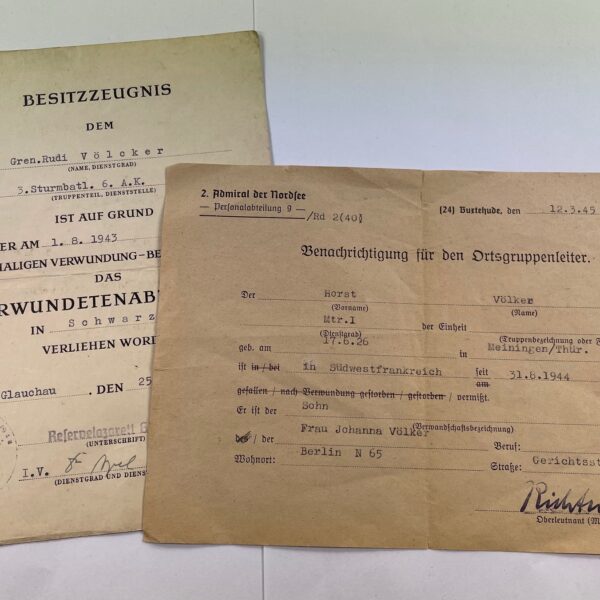 BESITZZEUGNIS
DEM
Gren.Rudi Völcker
(NAME, DIENSTGRAD)
3.Sturmbatl. 6. A.K.
(TRUPPENTEIL, DIENSTSTELLE)
IST AUF GRUND
ER AM 1. 8. 1943
MALIGEN VERWUNDUNG-BE
DAS
RWUNDETENAB
IN Schwarz
VERLIEHEN WORD
Glauchau , DEN 25
Reservelazarett
(UNTERSCHRIFT)
I.V.
(DIENSTGRAD UND DIENS
2. Admiral der Nordsee
— Personalabteilung 9 —
/Rd 2(40)
(24) Buxtehude, den 12.3.45
Benachrichtigung für den Ortsgruppenleiter.
Der Horst Völker
(Vorname) (Name)
Mtr.I der Einheit
(Dienstgrad) (Truppenbezeichnung oder F
geb. am 17.6.26 in Meiningen/Thür.
ist in / bei in Südwestfrankreich seit 31.8.1944
am
gefallen / nach Verwundung gestorben / gestorben / vermißt.
Er ist der Sohn
(Verwandschaftsbezeichnung)
des / der Frau Johanna Völker Beruf:
Wohnort: Berlin N 65 Straße: Gerichtsst
Richter
Oberleutnant (M